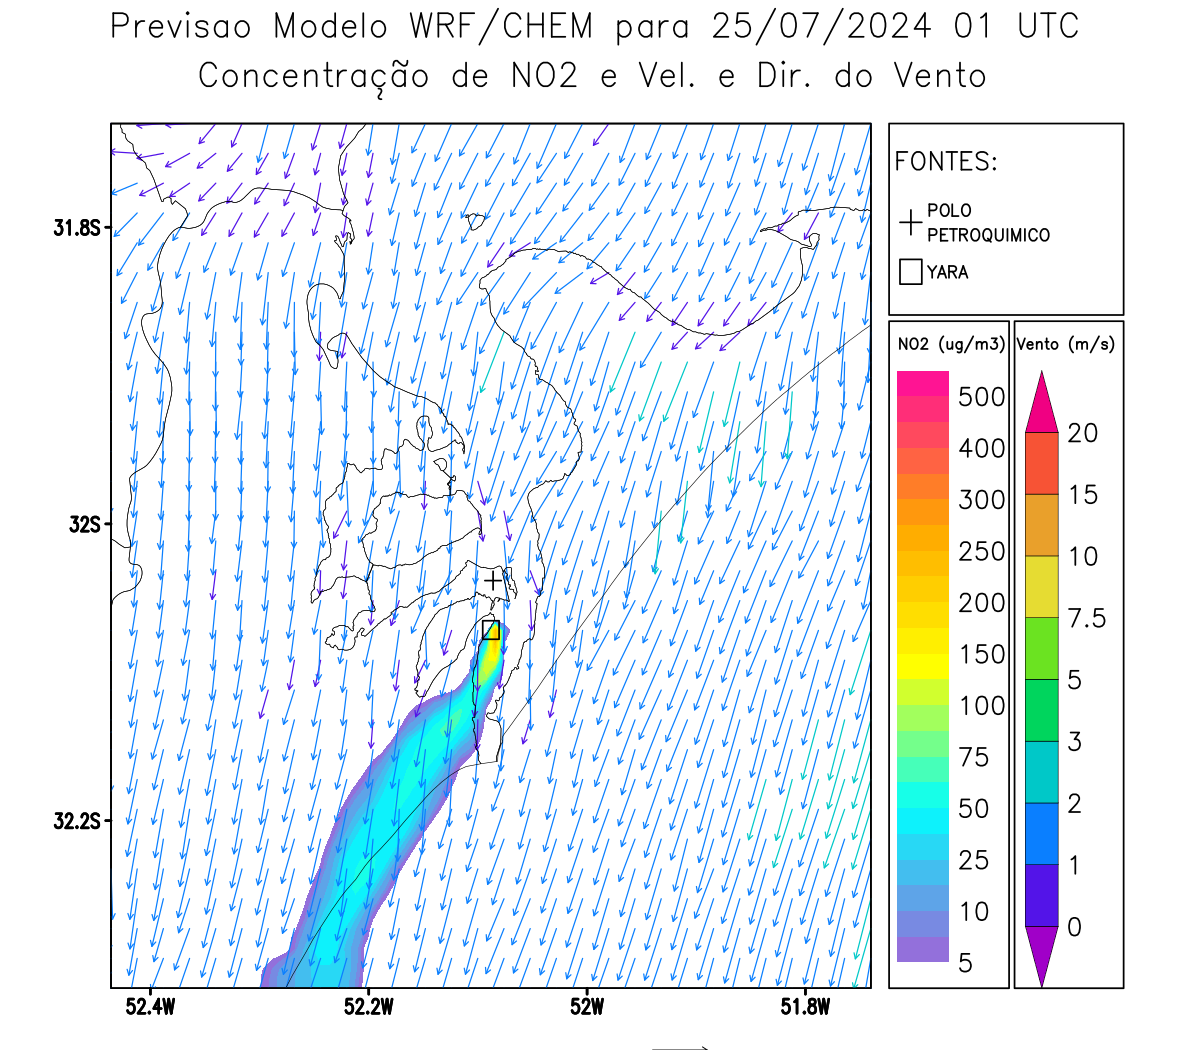 Previsao Modelo WRF/CHEM para 25/07/2024 01 UTC
Concentração de NO2 e Vel. e Dir. do Vento
FONTES:
POLO
PETROQUIMICO
YARA
NO2 (ug/m3)
500
400
300
250
200
150
100
75
50
25
10
5
Vento (m/s)
20
15
10
7.5
5
3
2
1
0
31.8S
32S
32.2S
52.4W 52.2W 52W 51.8W